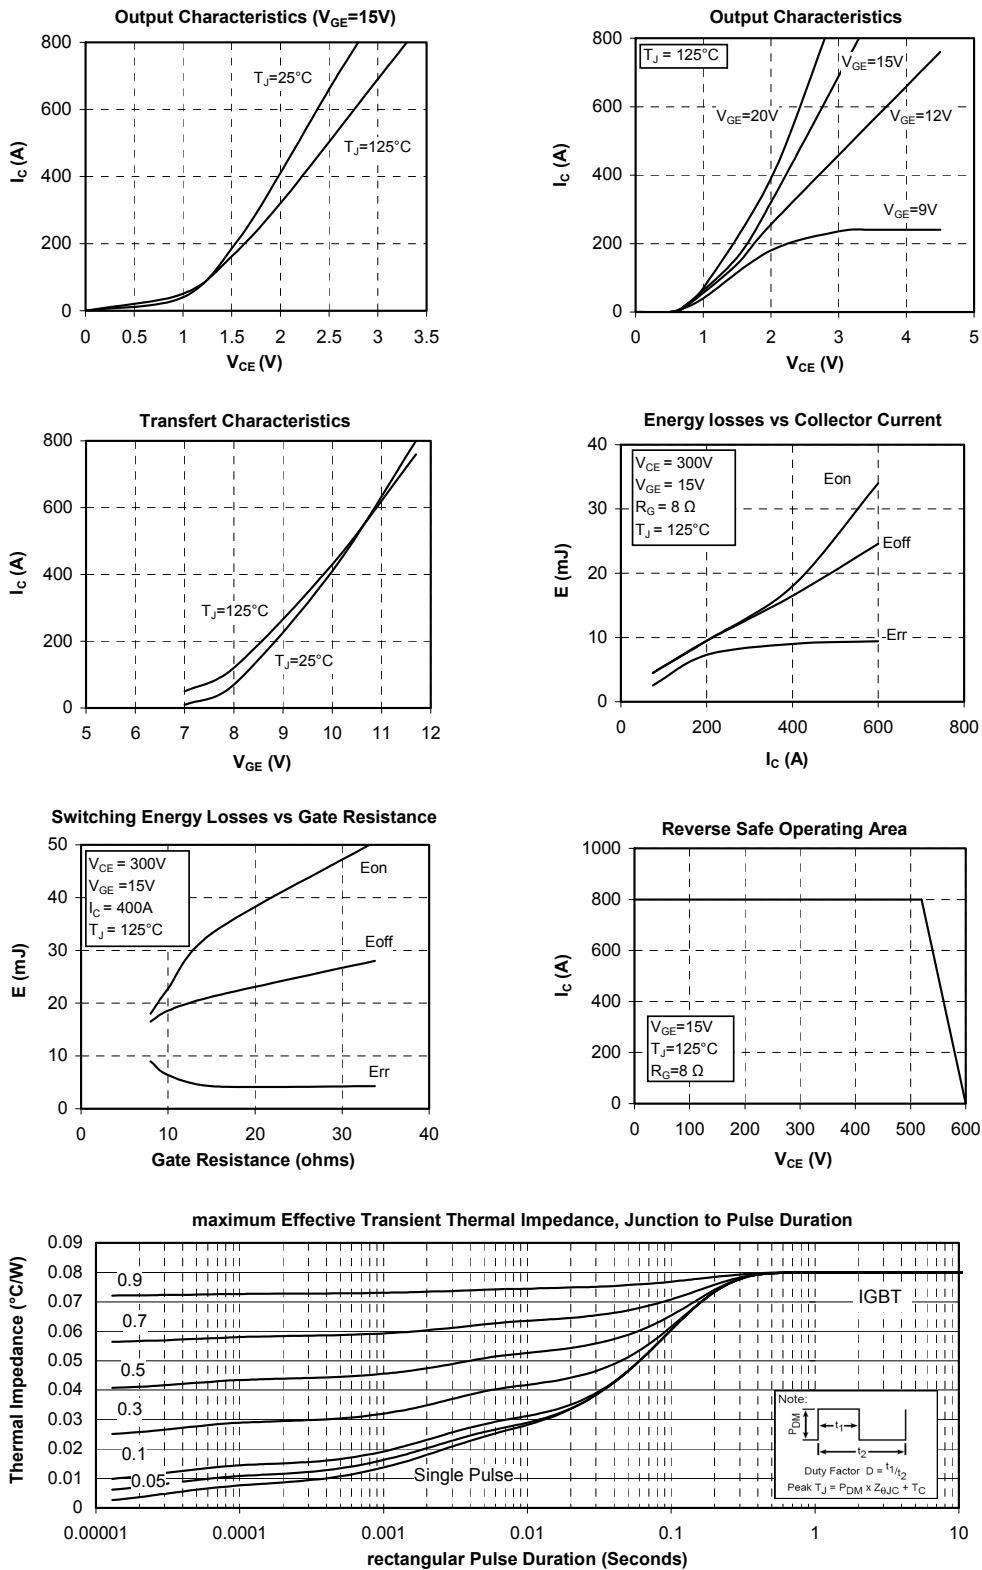 Output Characteristics (VGE=15V)
800
600
400
200
0
TJ=25°C
TJ=125°C
0 0.5 1 1.5 2 2.5 3 3.5
VCE (V)
IC (A)
Output Characteristics
800
600
400
200
0
TJ = 125°C
VGE=15V
VGE=20V
VGE=12V
VGE=9V
0 1 2 3 4 5
VCE (V)
IC (A)
Transfert Characteristics
800
600
400
200
0
TJ=125°C
TJ=25°C
5 6 7 8 9 10 11 12
VGE (V)
IC (A)
Energy losses vs Collector Current
40
30
20
10
0
VCE = 300V
VGE = 15V
RG = 8 Ω
TJ = 125°C
Eon
Eoff
Err
0 200 400 600 800
IC (A)
E (mJ)
Switching Energy Losses vs Gate Resistance
50
40
30
20
10
0
VCE = 300V
VGE =15V
IC = 400A
TJ = 125°C
Eon
Eoff
Err
0 10 20 30 40
Gate Resistance (ohms)
E (mJ)
Reverse Safe Operating Area
1000
800
600
400
200
0
VGE=15V
TJ=125°C
RG=8 Ω
0 100 200 300 400 500 600
VCE (V)
IC (A)
maximum Effective Transient Thermal Impedance, Junction to Pulse Duration
0.09
0.08
0.07
0.06
0.05
0.04
0.03
0.02
0.01
0
0.9
0.7
0.5
0.3
0.1
0.05
Single Pulse
IGBT
Note:
PDM
t1
t2
Duty Factor D = t1/t2
Peak TJ = PDM x ZθJC + TC
0.00001 0.0001 0.001 0.01 0.1 1 10
rectangular Pulse Duration (Seconds)
Thermal Impedance (°C/W)